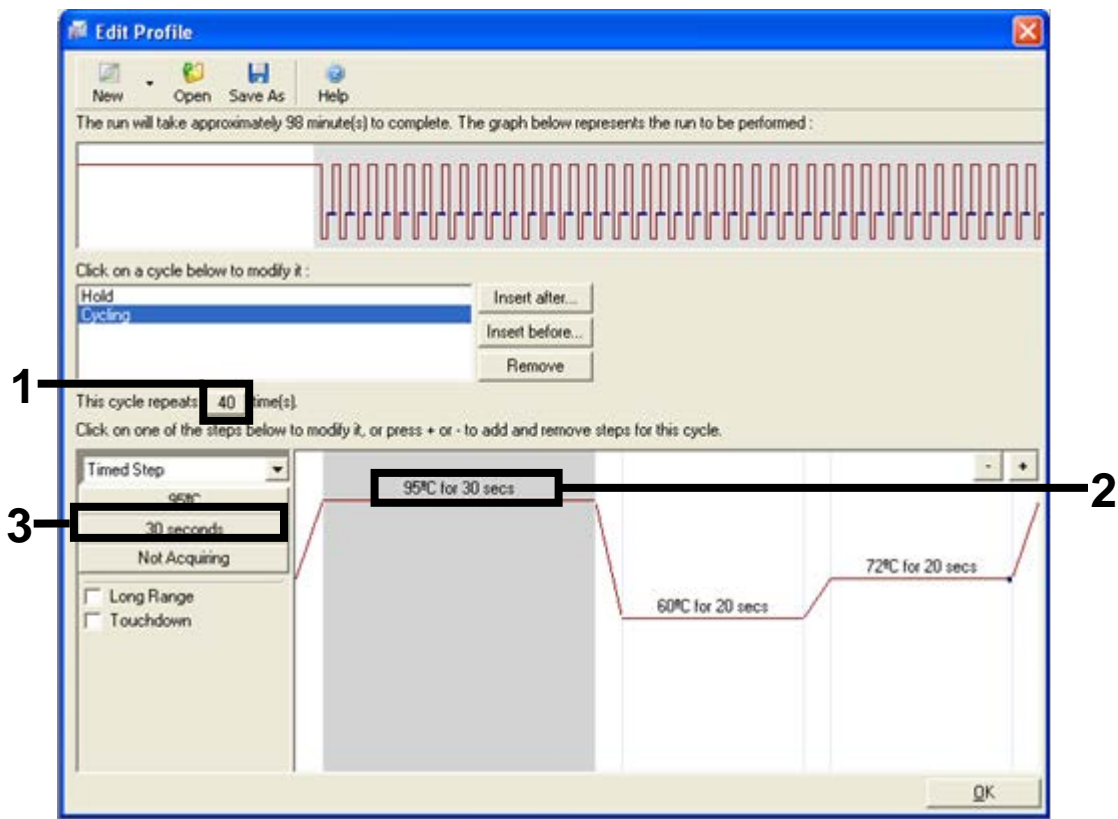 Edit Profile
New Open Save As Help
The run will take approximately 98 minute(s) to complete. The graph below represents the run to be performed :
Click on a cycle below to modify it :
Hold
Cycling
Insert after...
Insert before...
Remove
1
This cycle repeats 40 time(s).
Click on one of the steps below to modify it, or press + or - to add and remove steps for this cycle.
Timed Step
- +
95ºC
95ºC for 30 secs
2
3
30 seconds
Not Acquiring
72ºC for 20 secs
Long Range
60ºC for 20 secs
Touchdown
OK